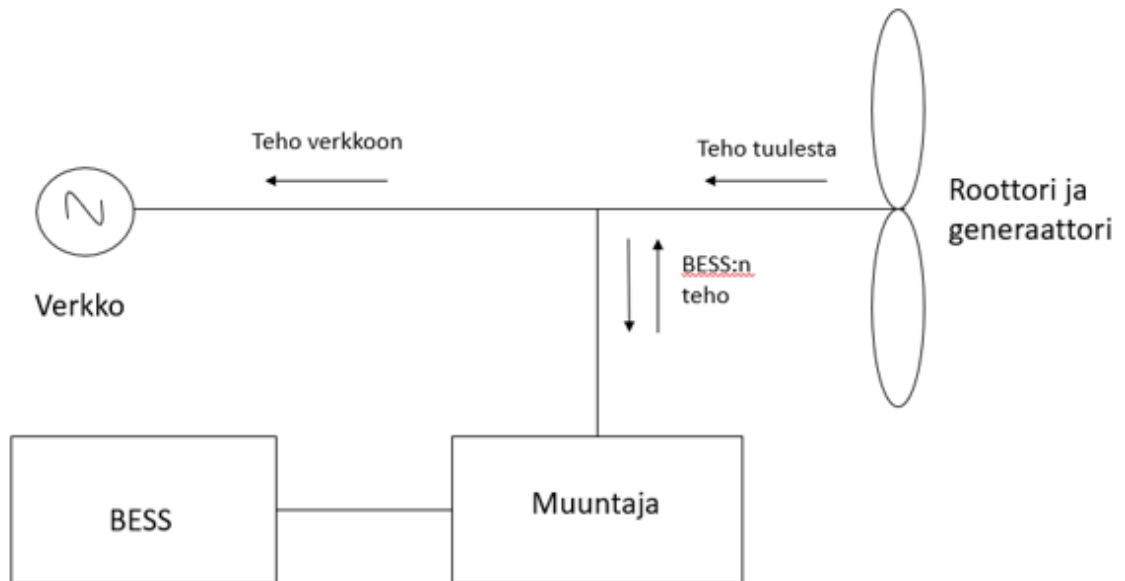 Teho verkkoon
Teho tuulesta
Roottori ja
generaattori
BESS:n
teho
Verkko
BESS
Muuntaja